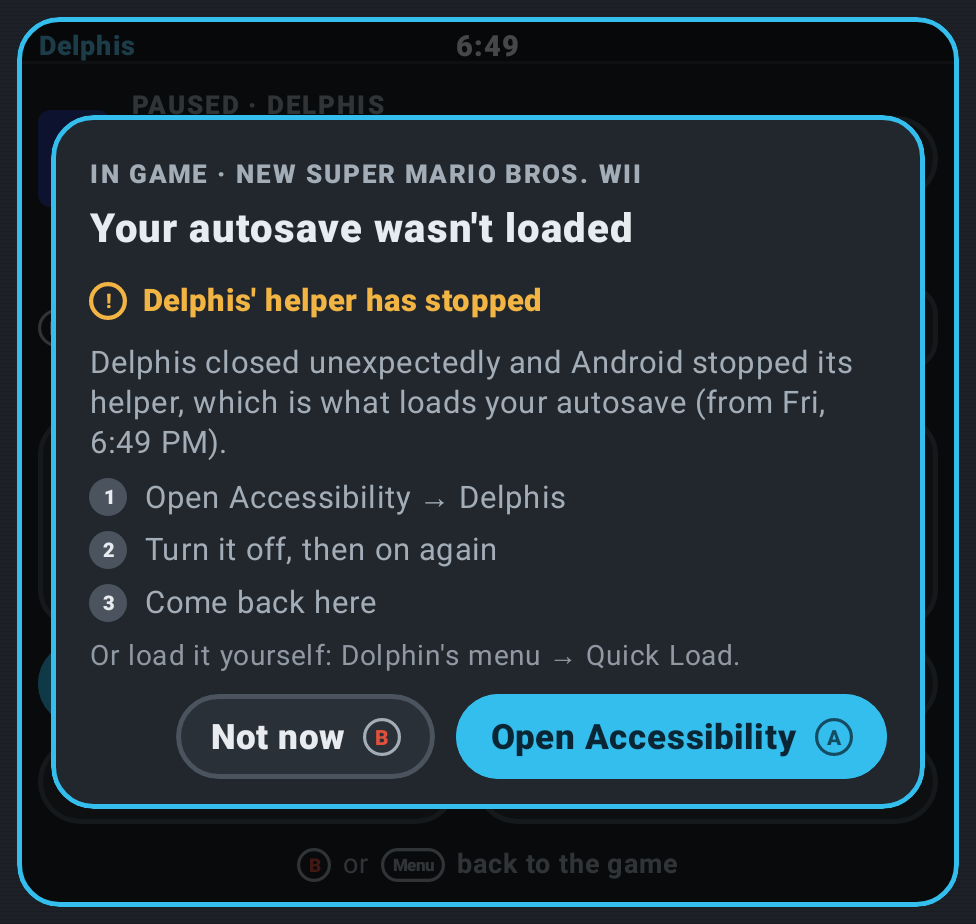 Delphis
6:49
PAUSED · DELPHIS
IN GAME · NEW SUPER MARIO BROS. WII
Your autosave wasn't loaded
! Delphis' helper has stopped
Delphis closed unexpectedly and Android stopped its
helper, which is what loads your autosave (from Fri,
6:49 PM).
1 Open Accessibility → Delphis
2 Turn it off, then on again
3 Come back here
Or load it yourself: Dolphin's menu → Quick Load.
Not now B
Open Accessibility A
B or Menu back to the game